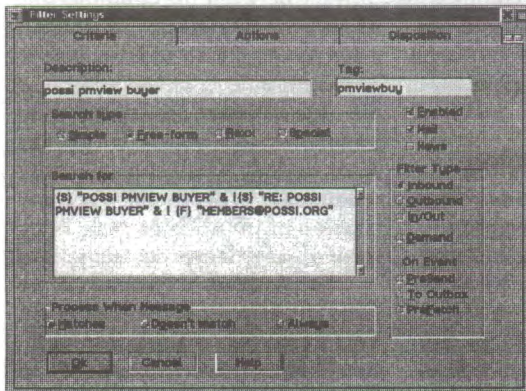 Filter Settings
Criteria Actions Disposition
Description: Tag:
possi pmview buyer pmviewbuy
Search type
Simple Free-form Rexx Special
Enabled
Mail
News
Search for
{S} "POSSI PMVIEW BUYER" & !{S} "RE: POSSI
PMVIEW BUYER" & ! {F} "MEMBERS@POSSI.ORG"
Filter Type
Inbound
Outbound
In/Out
Demand
On Event
PreSend
To Outbox
PreFetch
Process When Message
Matches Doesn't match Always
Ok Cancel Help